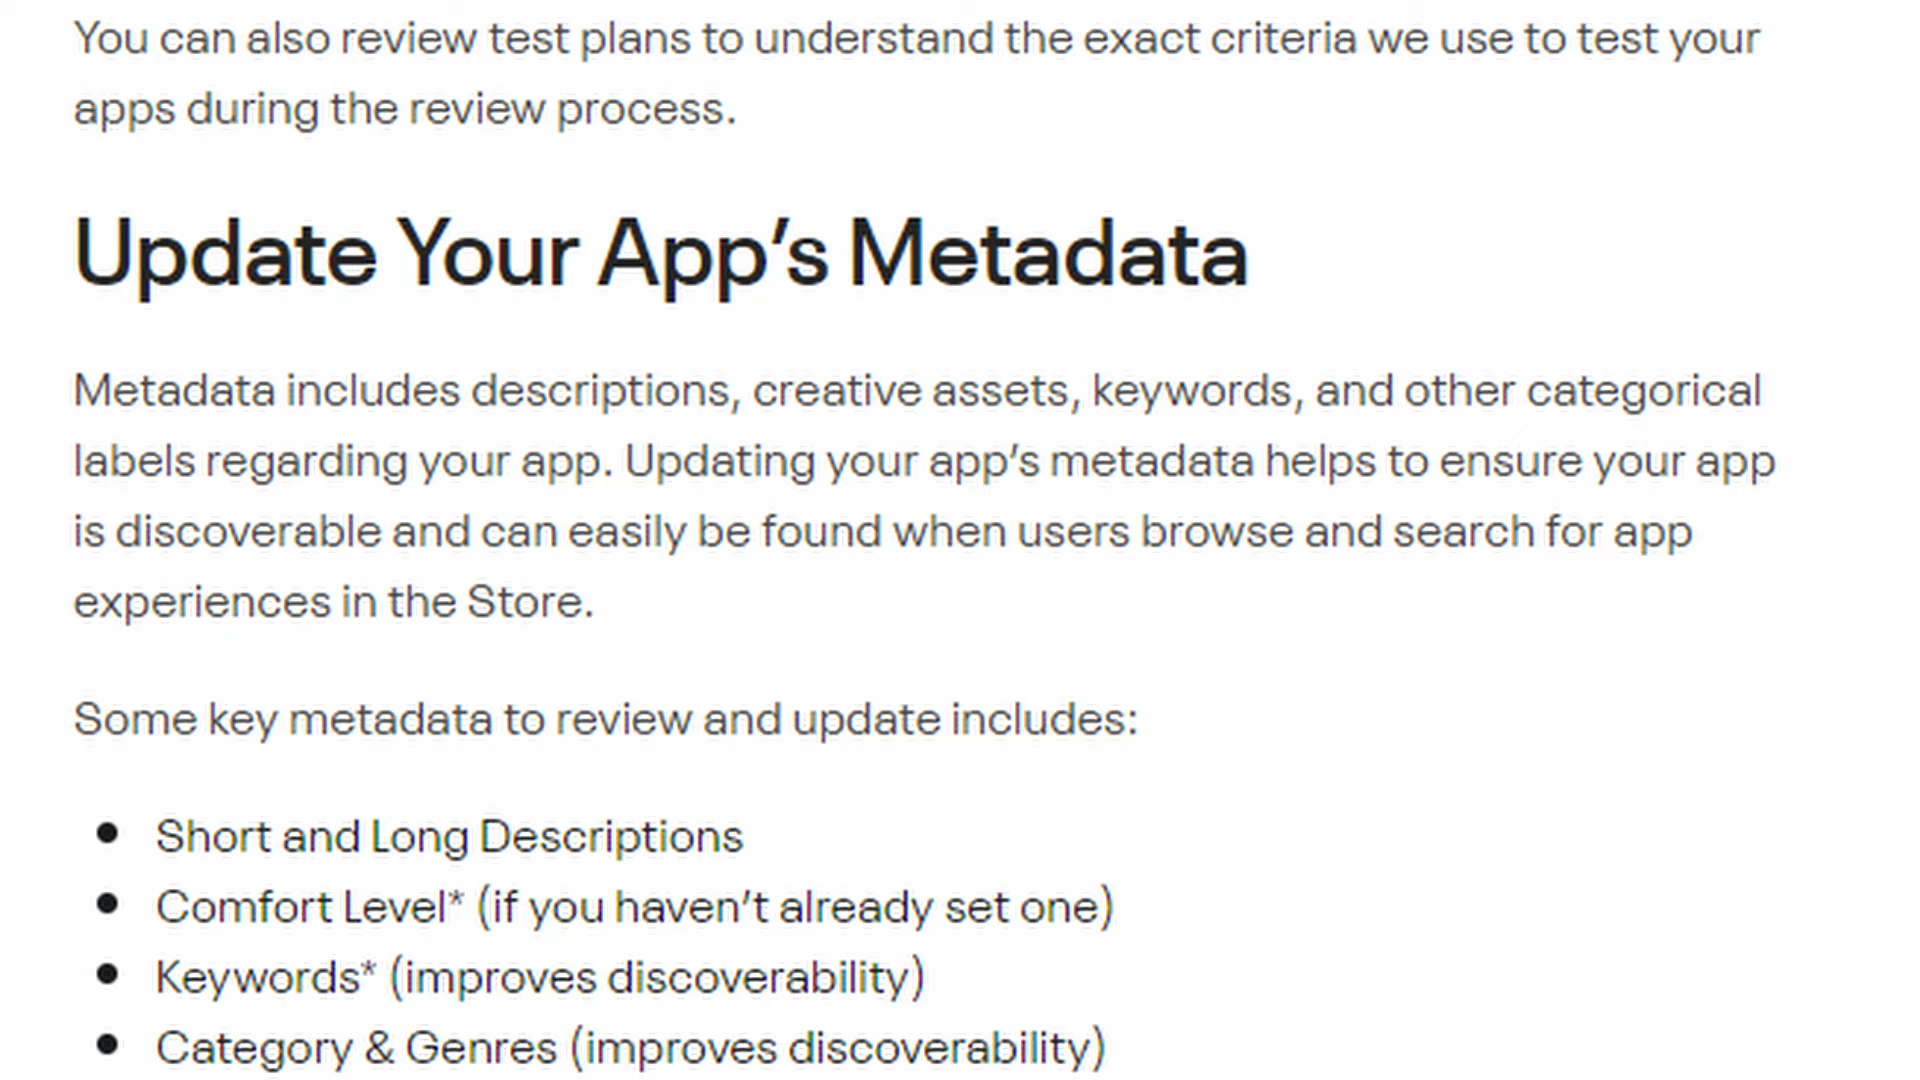 You can also review test plans to understand the exact criteria we use to test your
apps during the review process.
Update Your App’s Metadata
Metadata includes descriptions, creative assets, keywords, and other categorical
labels regarding your app. Updating your app’s metadata helps to ensure your app
is discoverable and can easily be found when users browse and search for app
experiences in the Store.
Some key metadata to review and update includes:
• Short and Long Descriptions
• Comfort Level* (if you haven’t already set one)
• Keywords* (improves discoverability)
• Category & Genres (improves discoverability)